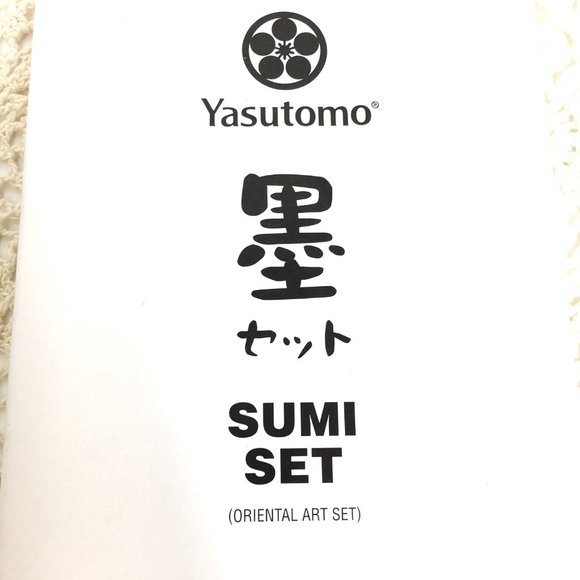 Yasutomo®
墨
セット
SUMI
SET
(ORIENTAL ART SET)